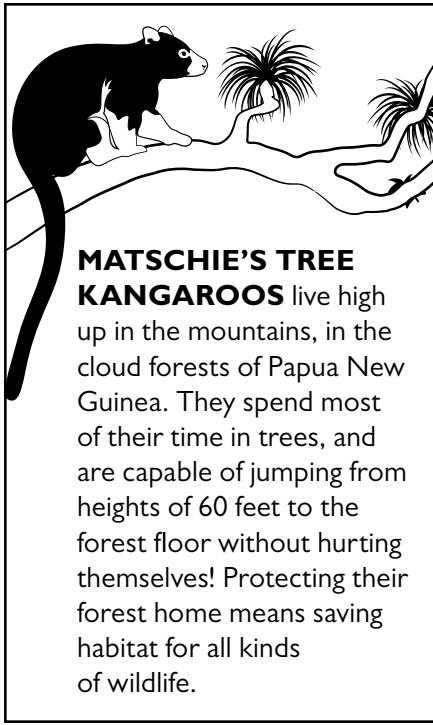 MATSCHIE’S TREE
KANGAROOS live high
up in the mountains, in the
cloud forests of Papua New
Guinea. They spend most
of their time in trees, and
are capable of jumping from
heights of 60 feet to the
forest floor without hurting
themselves! Protecting their
forest home means saving
habitat for all kinds
of wildlife.